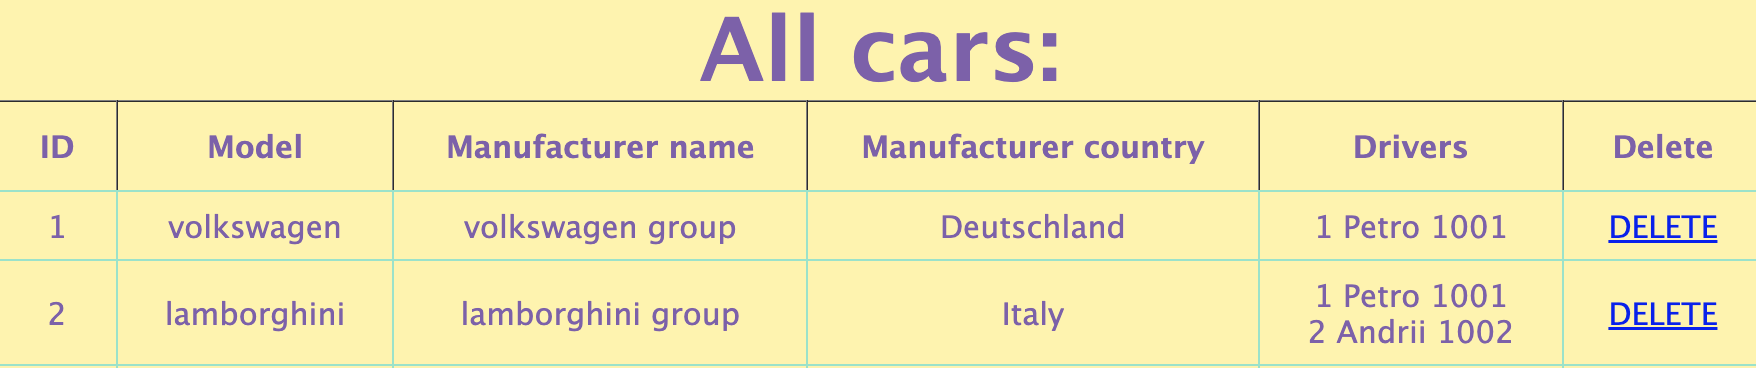 All cars:
ID Model Manufacturer name Manufacturer country Drivers Delete
1 volkswagen volkswagen group Deutschland 1 Petro 1001 DELETE
2 lamborghini lamborghini group Italy 1 Petro 1001 DELETE
2 Andrii 1002